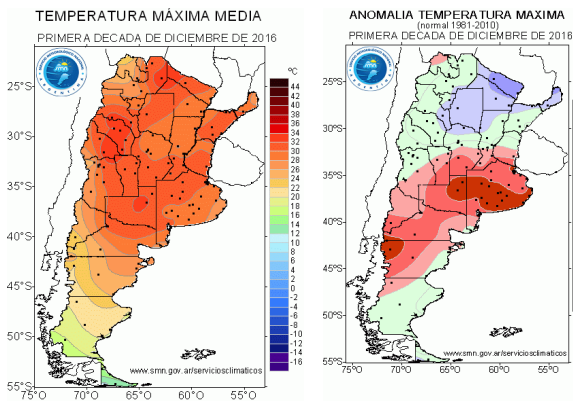 TEMPERATURA MÁXIMA MEDIA
PRIMERA DECADA DE DICIEMBRE DE 2016
smn
25°S
30°S
35°S
40°S
45°S
50°S
55°S
75°W
70°W
65°W
60°W
55°W
www.smn.gov.ar/serviciosclimaticos
ºC
44
42
40
38
36
34
32
30
28
26
24
22
20
18
16
14
12
10
8
6
4
2
0
-2
-4
-6
-8
-10
-12
-14
-16
ANOMALIA TEMPERATURA MAXIMA
(normal 1981-2010)
PRIMERA DECADA DE DICIEMBRE DE 2016
smn
25°S
30°S
35°S
40°S
45°S
50°S
55°S
75°W
70°W
65°W
60°W
55°W
www.smn.gov.ar/serviciosclimaticos